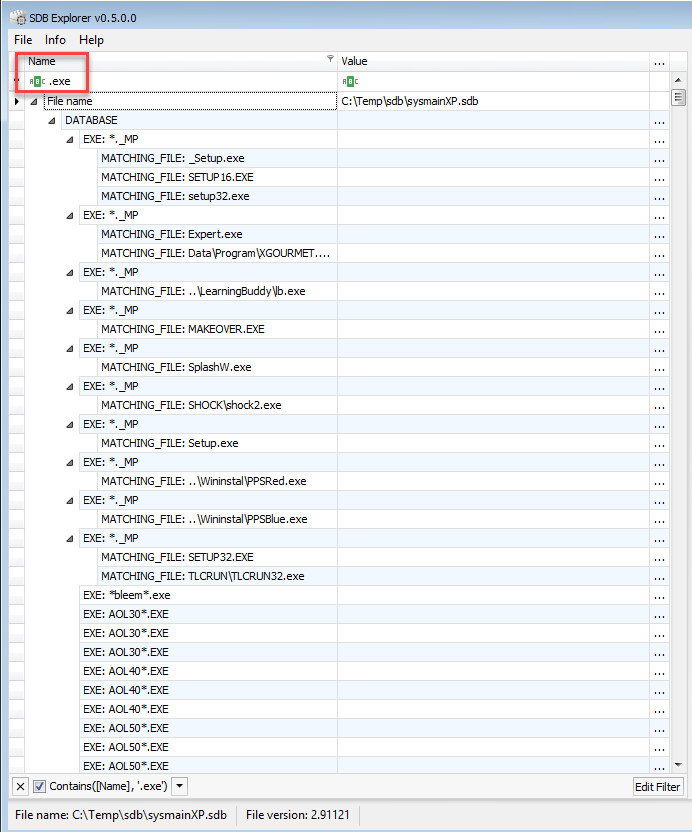 SDB Explorer v0.5.0.0
File Info Help
Name Value ...
ABC .exe ABC
File name C:\Temp\sdb\sysmainXP.sdb
DATABASE ...
EXE: *._MP ...
MATCHING_FILE: _Setup.exe ...
MATCHING_FILE: SETUP16.EXE ...
MATCHING_FILE: setup32.exe ...
EXE: *._MP ...
MATCHING_FILE: Expert.exe ...
MATCHING_FILE: Data\Program\XGOURMET.... ...
EXE: *._MP ...
MATCHING_FILE: ..\LearningBuddy\lb.exe ...
EXE: *._MP ...
MATCHING_FILE: MAKEOVER.EXE ...
EXE: *._MP ...
MATCHING_FILE: SplashW.exe ...
EXE: *._MP ...
MATCHING_FILE: SHOCK\shock2.exe ...
EXE: *._MP ...
MATCHING_FILE: Setup.exe ...
EXE: *._MP ...
MATCHING_FILE: ..\Wininstal\PPSRed.exe ...
EXE: *._MP ...
MATCHING_FILE: ..\Wininstal\PPSBlue.exe ...
EXE: *._MP ...
MATCHING_FILE: SETUP32.EXE ...
MATCHING_FILE: TLCRUN\TLCRUN32.exe ...
EXE: *bleem*.exe ...
EXE: AOL30*.EXE ...
EXE: AOL30*.EXE ...
EXE: AOL30*.EXE ...
EXE: AOL40*.EXE ...
EXE: AOL40*.EXE ...
EXE: AOL40*.EXE ...
EXE: AOL50*.EXE ...
EXE: AOL50*.EXE ...
EXE: AOL50*.EXE ...
Contains([Name], '.exe') Edit Filter
File name: C:\Temp\sdb\sysmainXP.sdb File version: 2.91121